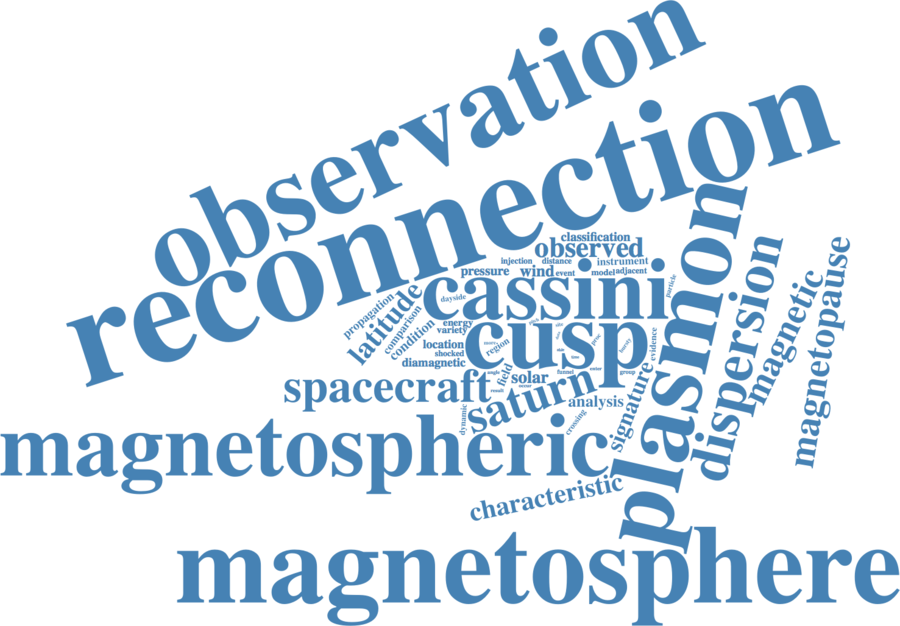 observation
reconnection
classification
observed
injection
distance
instrument
pressure
wind
event
model
adjacent
cassini
dayside
particle
propagation
latitude
comparison
condition
energy
variety
cusp
plasmon
dispersion
magnetic
magnetopause
location
region
shocked
diamagnetic
evidence
field
solar
funnel
group
spacecraft
saturn
analysis
signature
dynamic
crossing
magnetospheric
characteristic
magnetosphere